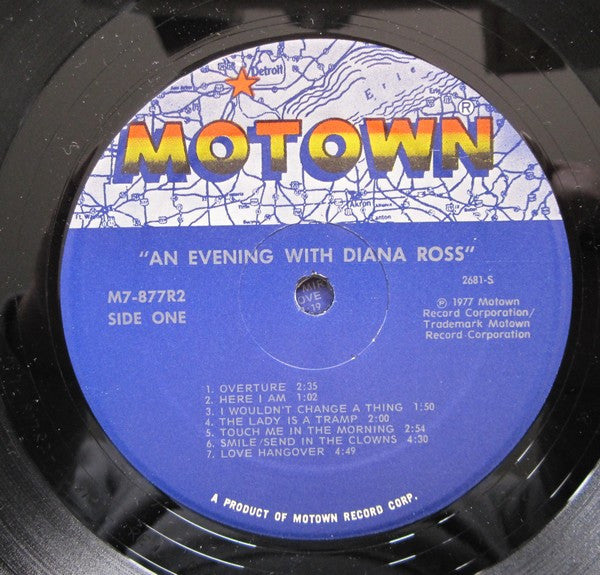 Detroit
Erie
MOTOWN®
Akron
Canton
"AN EVENING WITH DIANA ROSS"
M7-877R2
SIDE ONE
2681-S
℗ 1977 Motown
Record Corporation/
Trademark Motown
Record Corporation
1. OVERTURE 2:35
2. HERE I AM 1:02
3. I WOULDN'T CHANGE A THING 1:50
4. THE LADY IS A TRAMP 2:00
5. TOUCH ME IN THE MORNING 2:54
6. SMILE/SEND IN THE CLOWNS 4:30
7. LOVE HANGOVER 4:49
A PRODUCT OF MOTOWN RECORD CORP.